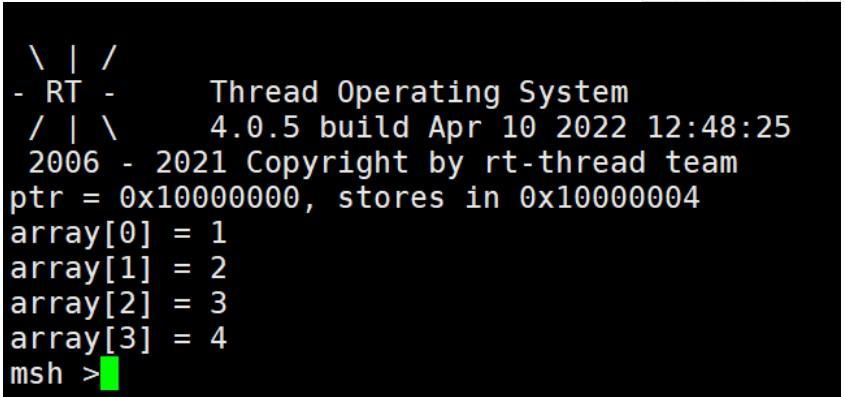 \ | /
- RT -     Thread Operating System
 / | \     4.0.5 build Apr 10 2022 12:48:25
 2006 - 2021 Copyright by rt-thread team
ptr = 0x10000000, stores in 0x10000004
array[0] = 1
array[1] = 2
array[2] = 3
array[3] = 4
msh >